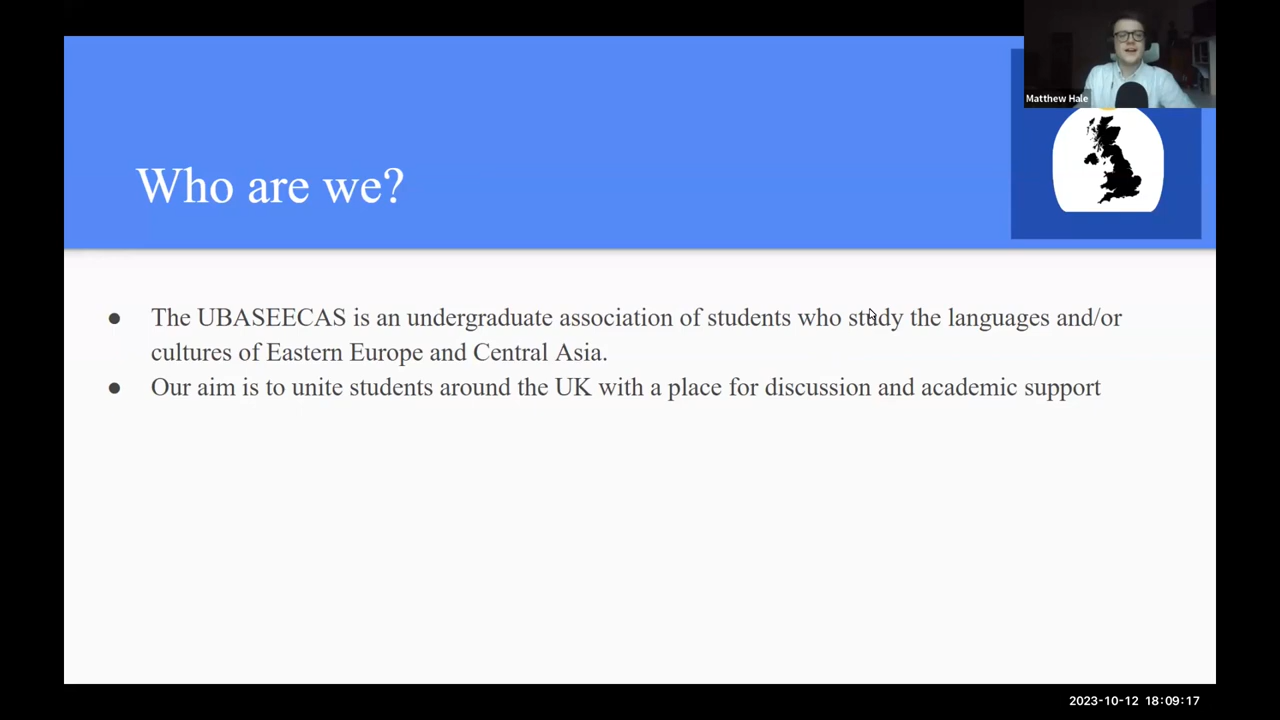 Matthew Hale
Who are we?
● The UBASEECAS is an undergraduate association of students who study the languages and/or
cultures of Eastern Europe and Central Asia.
● Our aim is to unite students around the UK with a place for discussion and academic support
2023-10-12 18:09:17